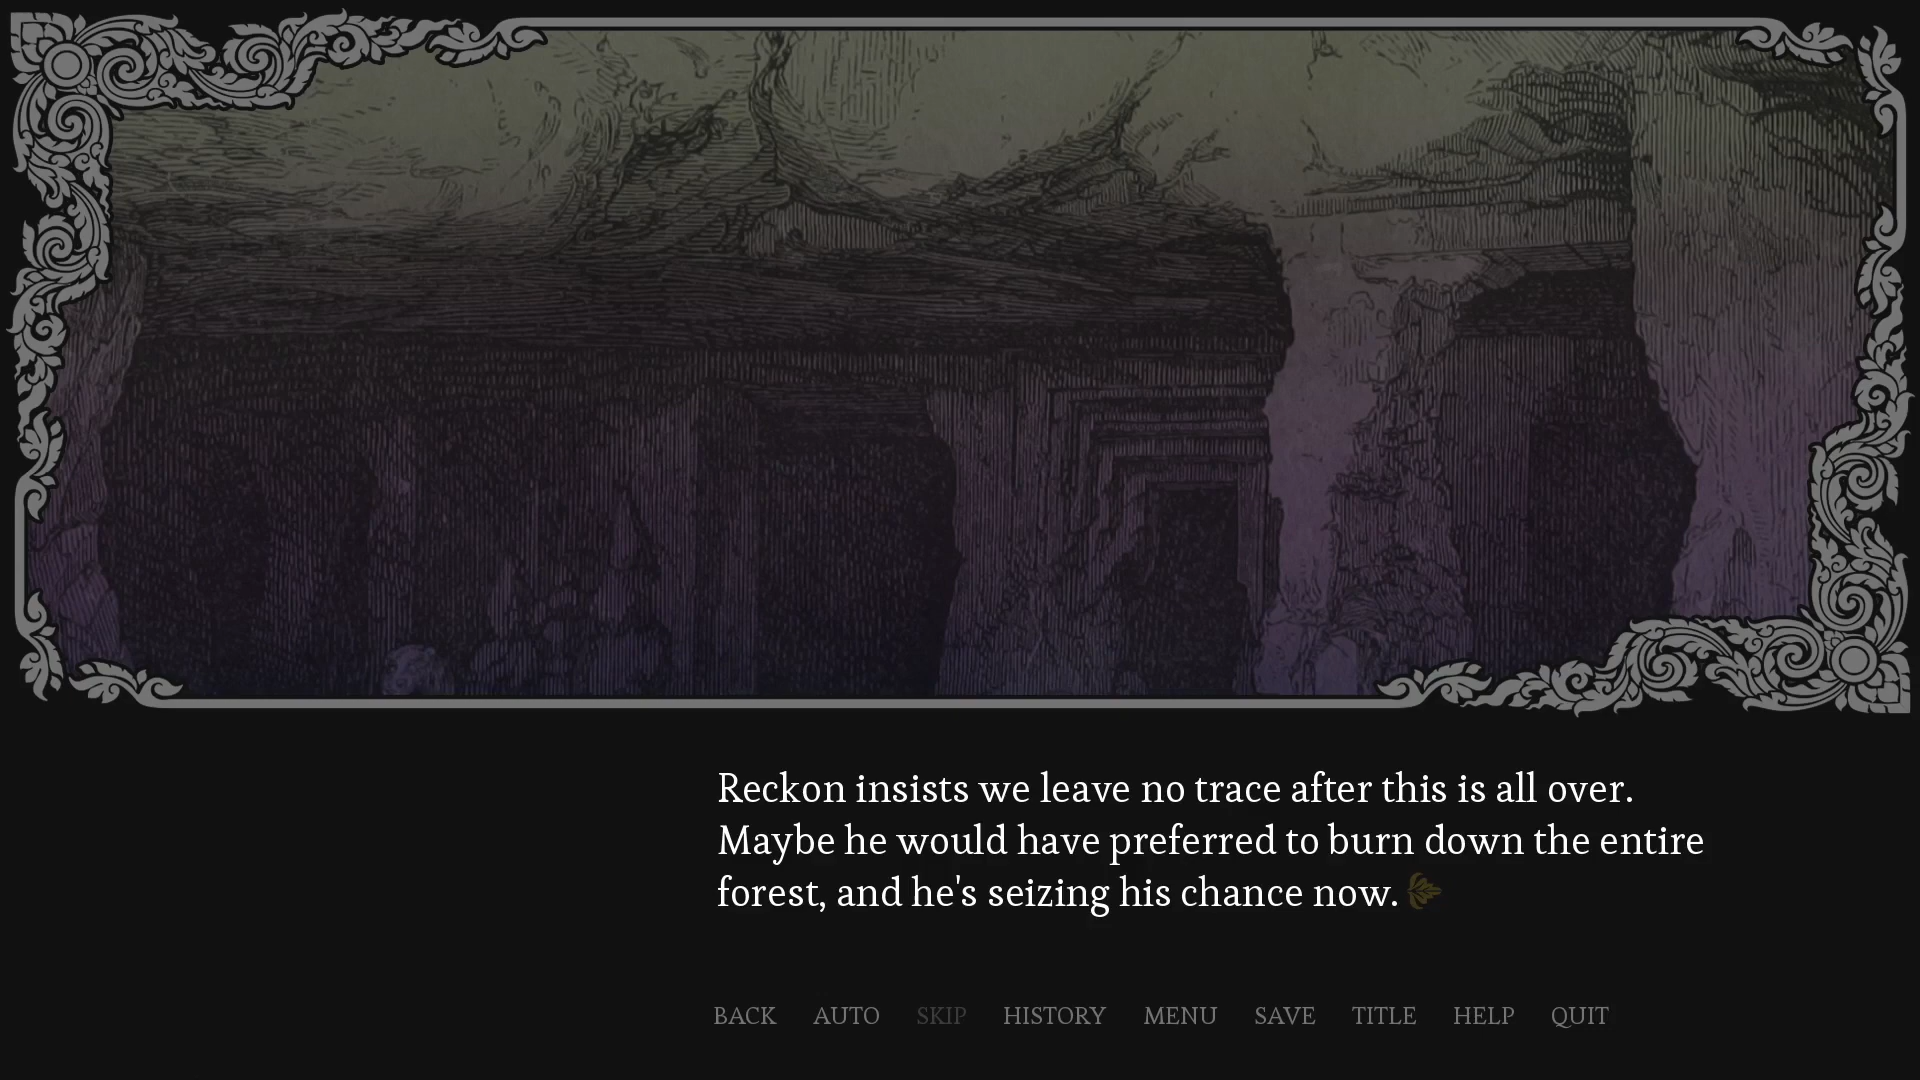 Reckon insists we leave no trace after this is all over.
Maybe he would have preferred to burn down the entire
forest, and he's seizing his chance now.
BACK AUTO SKIP HISTORY MENU SAVE TITLE HELP QUIT